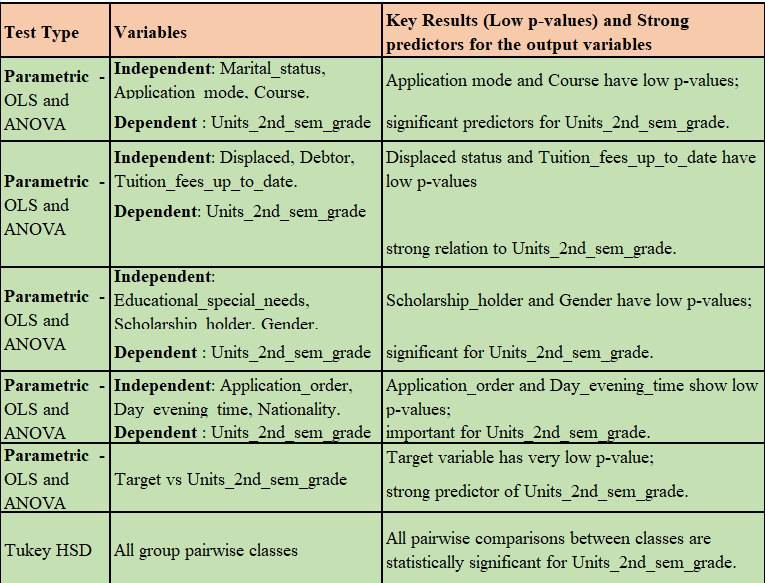 Test Type
Variables
Key Results (Low p-values) and Strong
predictors for the output variables
Parametric -
OLS and
ANOVA
Independent: Marital_status,
Application_mode, Course.
Dependent : Units_2nd_sem_grade
Application mode and Course have low p-values;
significant predictors for Units_2nd_sem_grade.
Parametric -
OLS and
ANOVA
Independent: Displaced, Debtor,
Tuition_fees_up_to_date.
Dependent: Units_2nd_sem_grade
Displaced status and Tuition_fees_up_to_date have
low p-values
strong relation to Units_2nd_sem_grade.
Parametric -
OLS and
ANOVA
Independent:
Educational_special_needs,
Scholarship_holder, Gender.
Dependent : Units_2nd_sem_grade
Scholarship_holder and Gender have low p-values;
significant for Units_2nd_sem_grade.
Parametric -
OLS and
ANOVA
Independent: Application_order,
Day_evening_time, Nationality.
Dependent : Units_2nd_sem_grade
Application_order and Day_evening_time show low
p-values;
important for Units_2nd_sem_grade.
Parametric -
OLS and
ANOVA
Target vs Units_2nd_sem_grade
Target variable has very low p-value;
strong predictor of Units_2nd_sem_grade.
Tukey HSD
All group pairwise classes
All pairwise comparisons between classes are
statistically significant for Units_2nd_sem_grade.